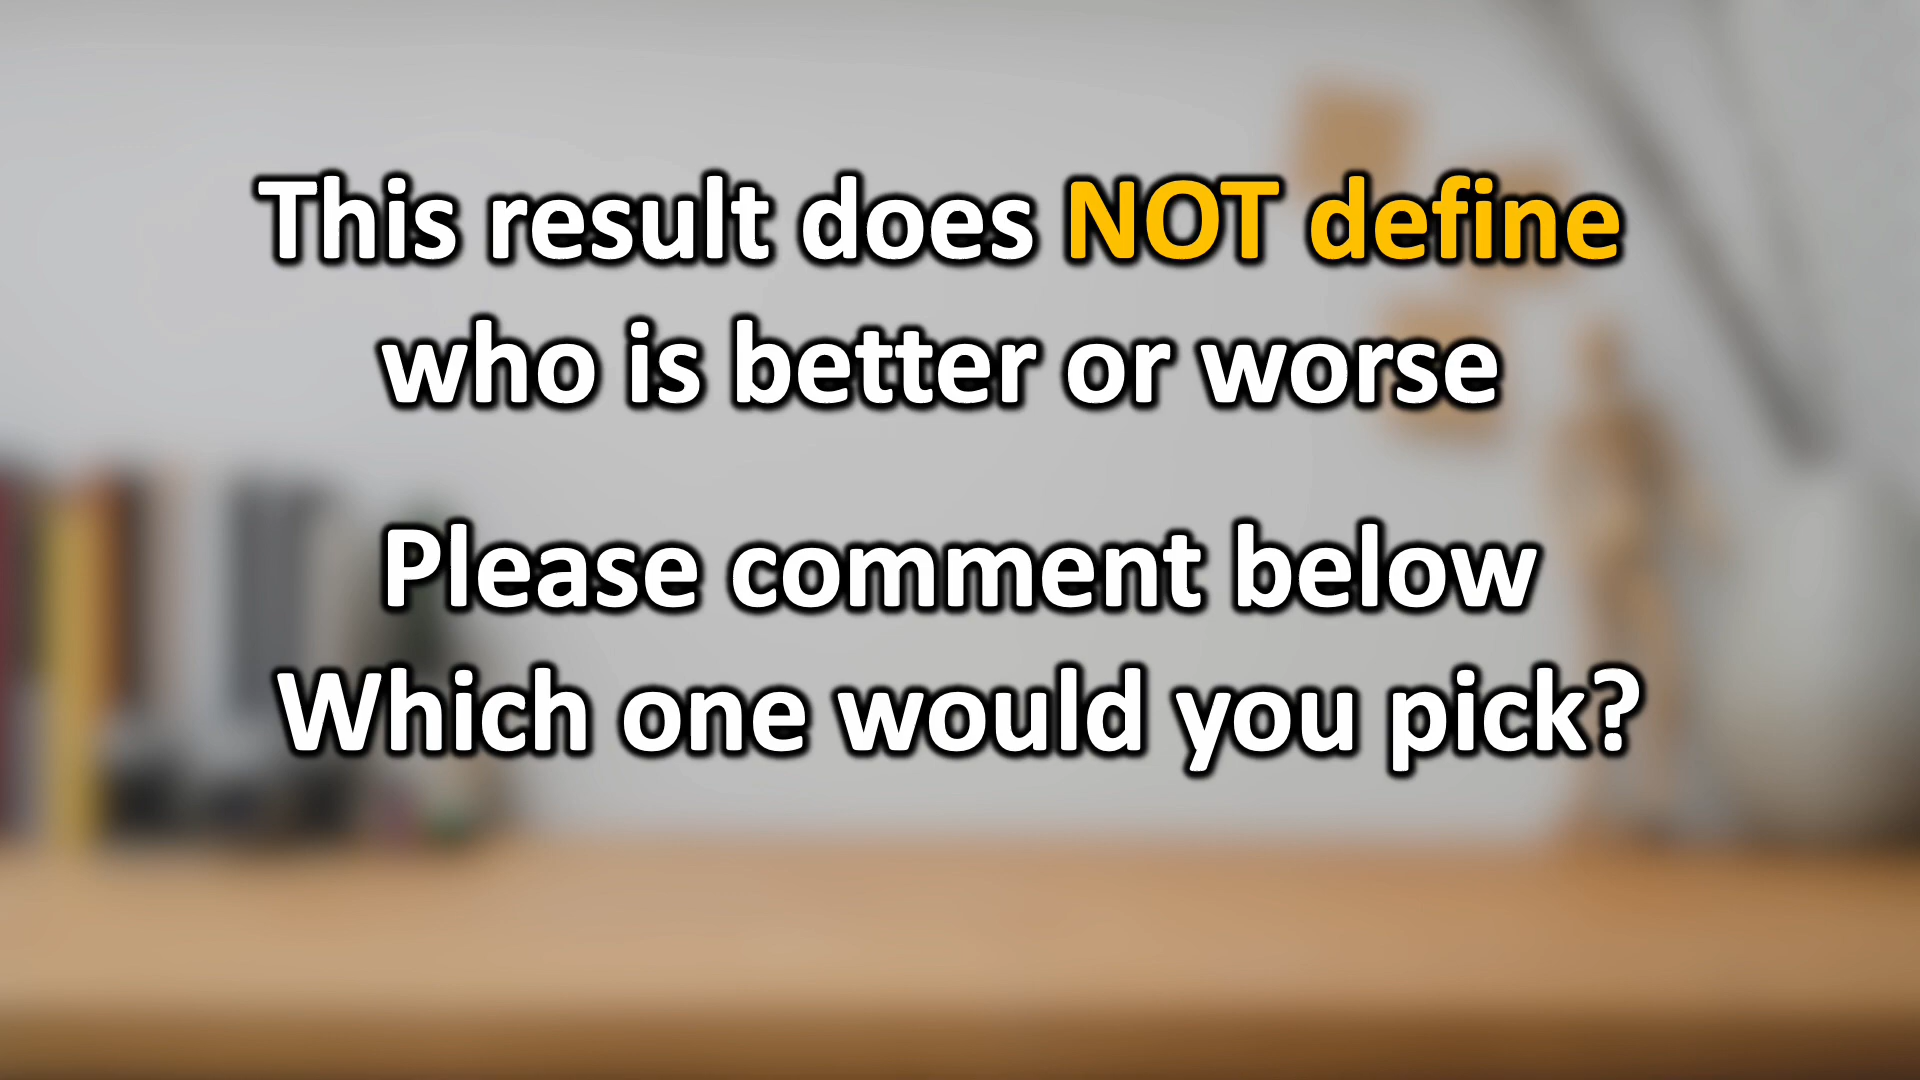 This result does NOT define
who is better or worse
Please comment below
Which one would you pick?